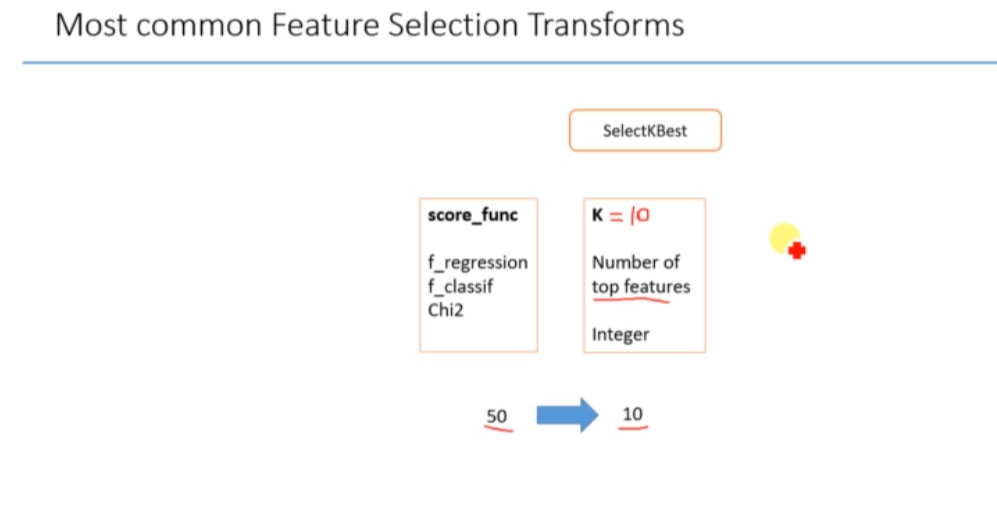 Most common Feature Selection Transforms
SelectKBest
score_func
f_regression
f_classif
Chi2
K = 10
Number of
top features
Integer
50
10